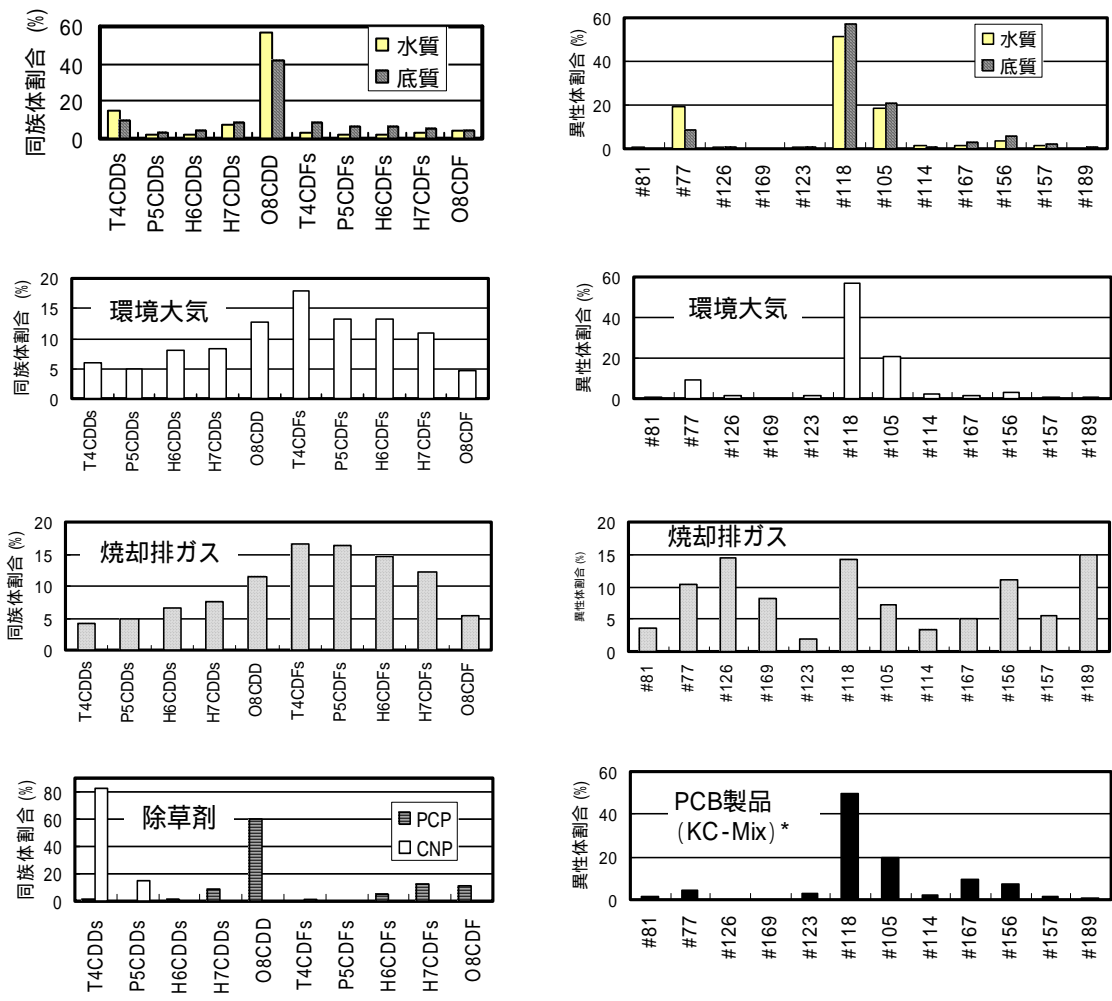 同族体割合 (%)
60
40
20
0
水質
底質
T4CDDs
P5CDDs
H6CDDs
H7CDDs
O8CDD
T4CDFs
P5CDFs
H6CDFs
H7CDFs
O8CDF
異性体割合 (%)
60
40
20
0
水質
底質
#81
#77
#126
#169
#123
#118
#105
#114
#167
#156
#157
#189
同族体割合 (%)
20
15
10
5
0
環境大気
T4CDDs
P5CDDs
H6CDDs
H7CDDs
O8CDD
T4CDFs
P5CDFs
H6CDFs
H7CDFs
O8CDF
異性体割合 (%)
60
40
20
0
環境大気
#81
#77
#126
#169
#123
#118
#105
#114
#167
#156
#157
#189
同族体割合 (%)
20
15
10
5
0
焼却排ガス
T4CDDs
P5CDDs
H6CDDs
H7CDDs
O8CDD
T4CDFs
P5CDFs
H6CDFs
H7CDFs
O8CDF
異性体割合 (%)
20
15
10
5
0
焼却排ガス
#81
#77
#126
#169
#123
#118
#105
#114
#167
#156
#157
#189
同族体割合 (%)
80
60
40
20
0
除草剤
PCP
CNP
T4CDDs
P5CDDs
H6CDDs
H7CDDs
O8CDD
T4CDFs
P5CDFs
H6CDFs
H7CDFs
O8CDF
異性体割合 (%)
60
40
20
0
PCB製品
(KC-Mix) *
#81
#77
#126
#169
#123
#118
#105
#114
#167
#156
#157
#189